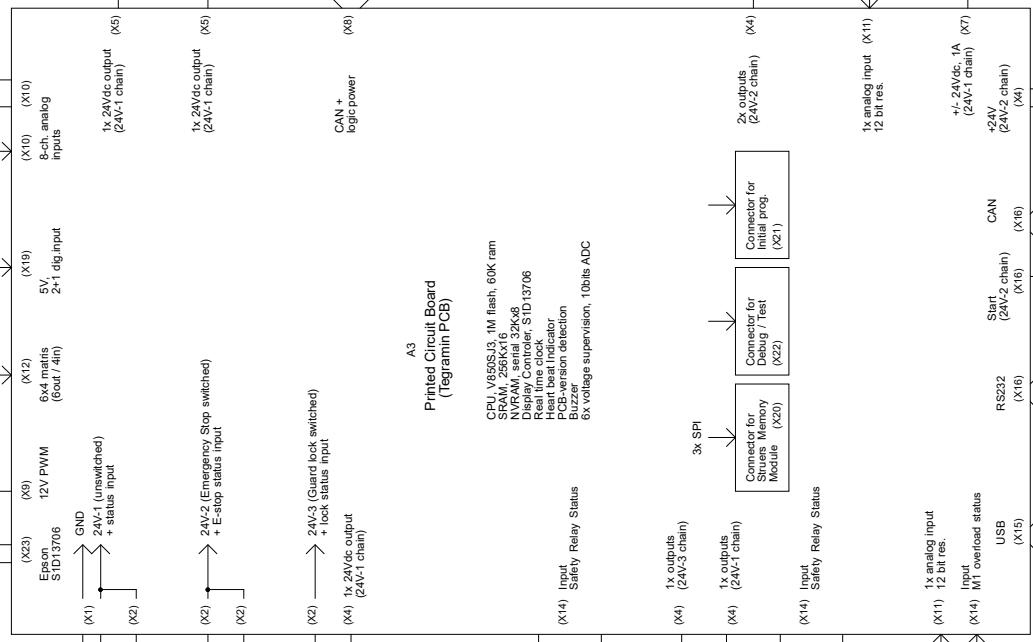 (X23)
Epson
S1D13706
(X9)
12V PWM
(X12)
6x4 matris
(6out / 4in)
(X19)
5V,
2+1 dig.input
(X10)
8-ch. analog
inputs
(X10)
(X1)
GND
24V-1 (unswitched)
+ status input
(X2)
(X2)
24V-2 (Emergency Stop switched)
+ E-stop status input
(X2)
(X2)
24V-3 (Guard lock switched)
+ lock status input
(X4)
1x 24Vdc output
(24V-1 chain)
1x 24Vdc output
(24V-1 chain)
(X5)
1x 24Vdc output
(24V-1 chain)
(X5)
CAN +
logic power
(X8)
A3
Printed Circuit Board
(Tegramin PCB)
CPU, V850SJ3, 1M flash, 60K ram
SRAM, 256Kx16
NVRAM, serial 32Kx8
Display Controler, S1D13706
Real time clock
Heart beat Indicator
PCB-version detection
Buzzer
6x voltage supervision, 10bits ADC
(X14)
Input
Safety Relay Status
(X4)
1x outputs
(24V-3 chain)
(X4)
1x outputs
(24V-1 chain)
3x SPI
Connector for
Struers Memory
Module
(X20)
Connector for
Debug / Test
(X22)
Connector for
Initial prog.
(X21)
2x outputs
(24V-2 chain)
(X4)
(X14)
Input
Safety Relay Status
1x analog input
12 bit res.
(X11)
(X11)
1x analog input
12 bit res.
(X14)
Input
M1 overload status
+/- 24Vdc, 1A
(24V-1 chain)
(X7)
USB
(X15)
RS232
(X16)
Start
(24V-2 chain)
(X16)
CAN
(X16)
+24V
(24V-2 chain)
(X4)